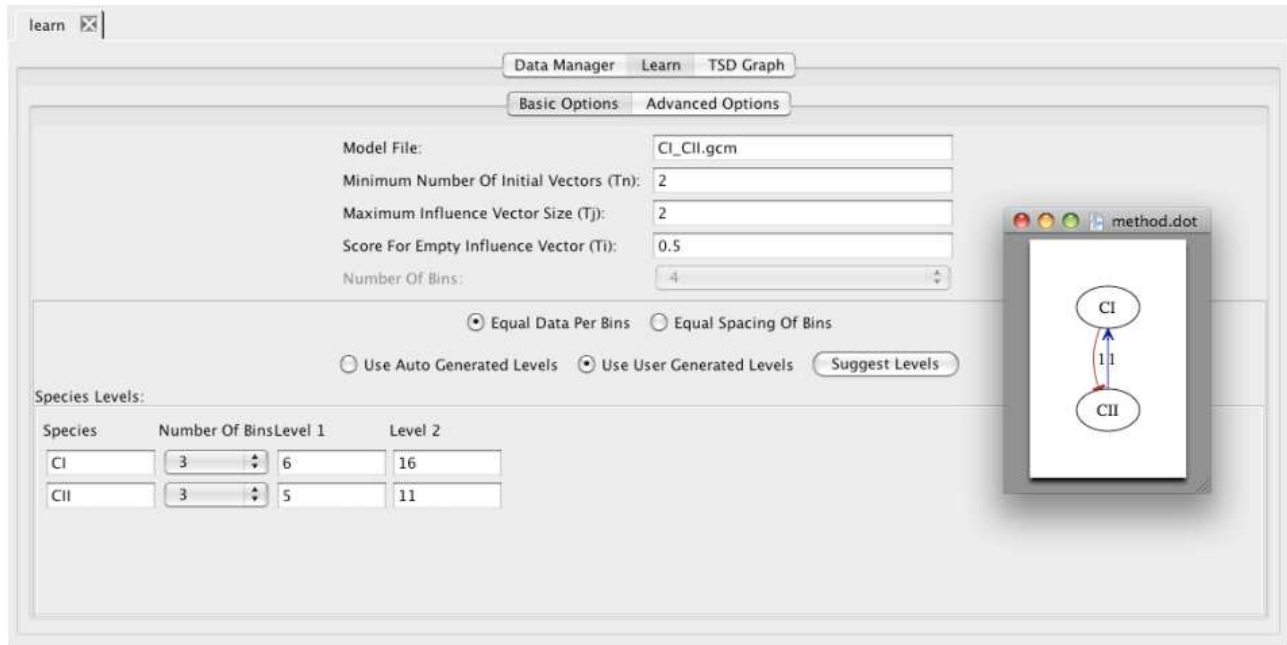 learn
Data Manager Learn TSD Graph
Basic Options Advanced Options
Model File: CI_CII.gcm
Minimum Number Of Initial Vectors (Tn): 2
Maximum Influence Vector Size (Tj): 2
Score For Empty Influence Vector (Ti): 0.5
Number Of Bins: 4
Equal Data Per Bins Equal Spacing Of Bins
Use Auto Generated Levels Use User Generated Levels Suggest Levels
Species Levels:
Species Number Of Bins Level 1 Level 2
CI 3 6 16
CII 3 5 11
method.dot
CI
1 1
CII